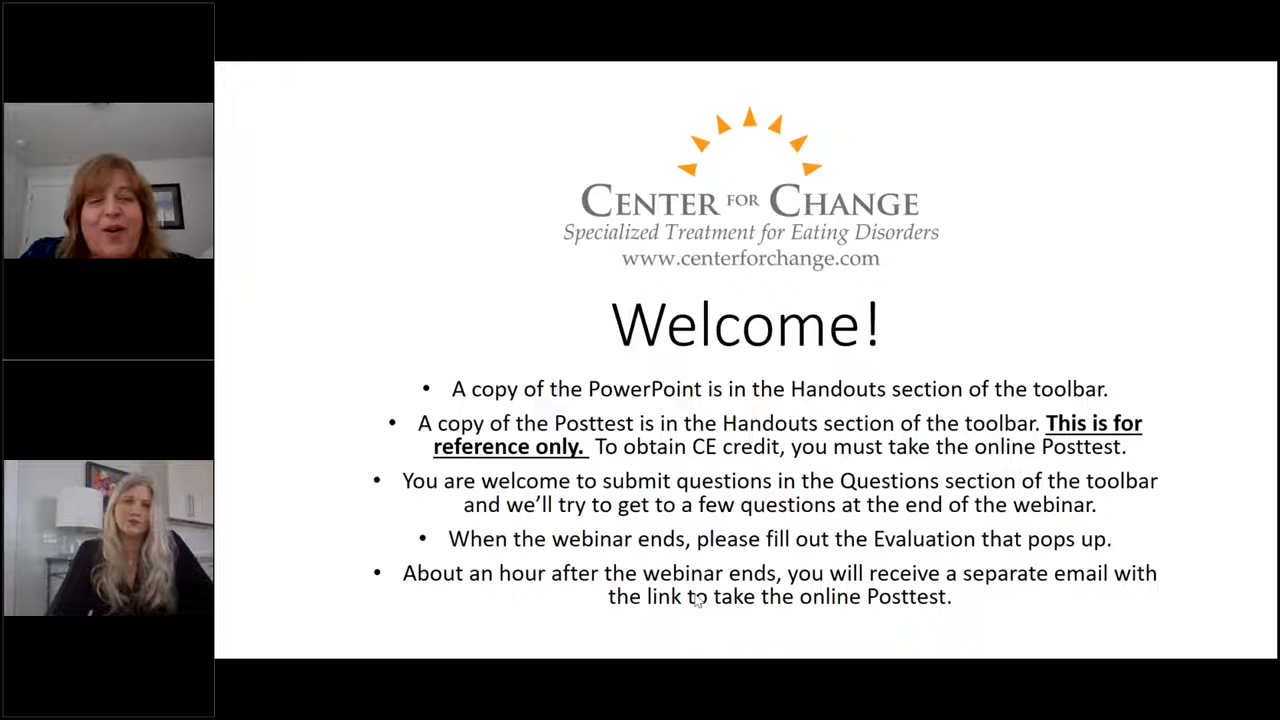 CENTER FOR CHANGE
Specialized Treatment for Eating Disorders
www.centerforchange.com
Welcome!
• A copy of the PowerPoint is in the Handouts section of the toolbar.
• A copy of the Posttest is in the Handouts section of the toolbar. This is for
reference only. To obtain CE credit, you must take the online Posttest.
• You are welcome to submit questions in the Questions section of the toolbar
and we’ll try to get to a few questions at the end of the webinar.
• When the webinar ends, please fill out the Evaluation that pops up.
• About an hour after the webinar ends, you will receive a separate email with
the link to take the online Posttest.